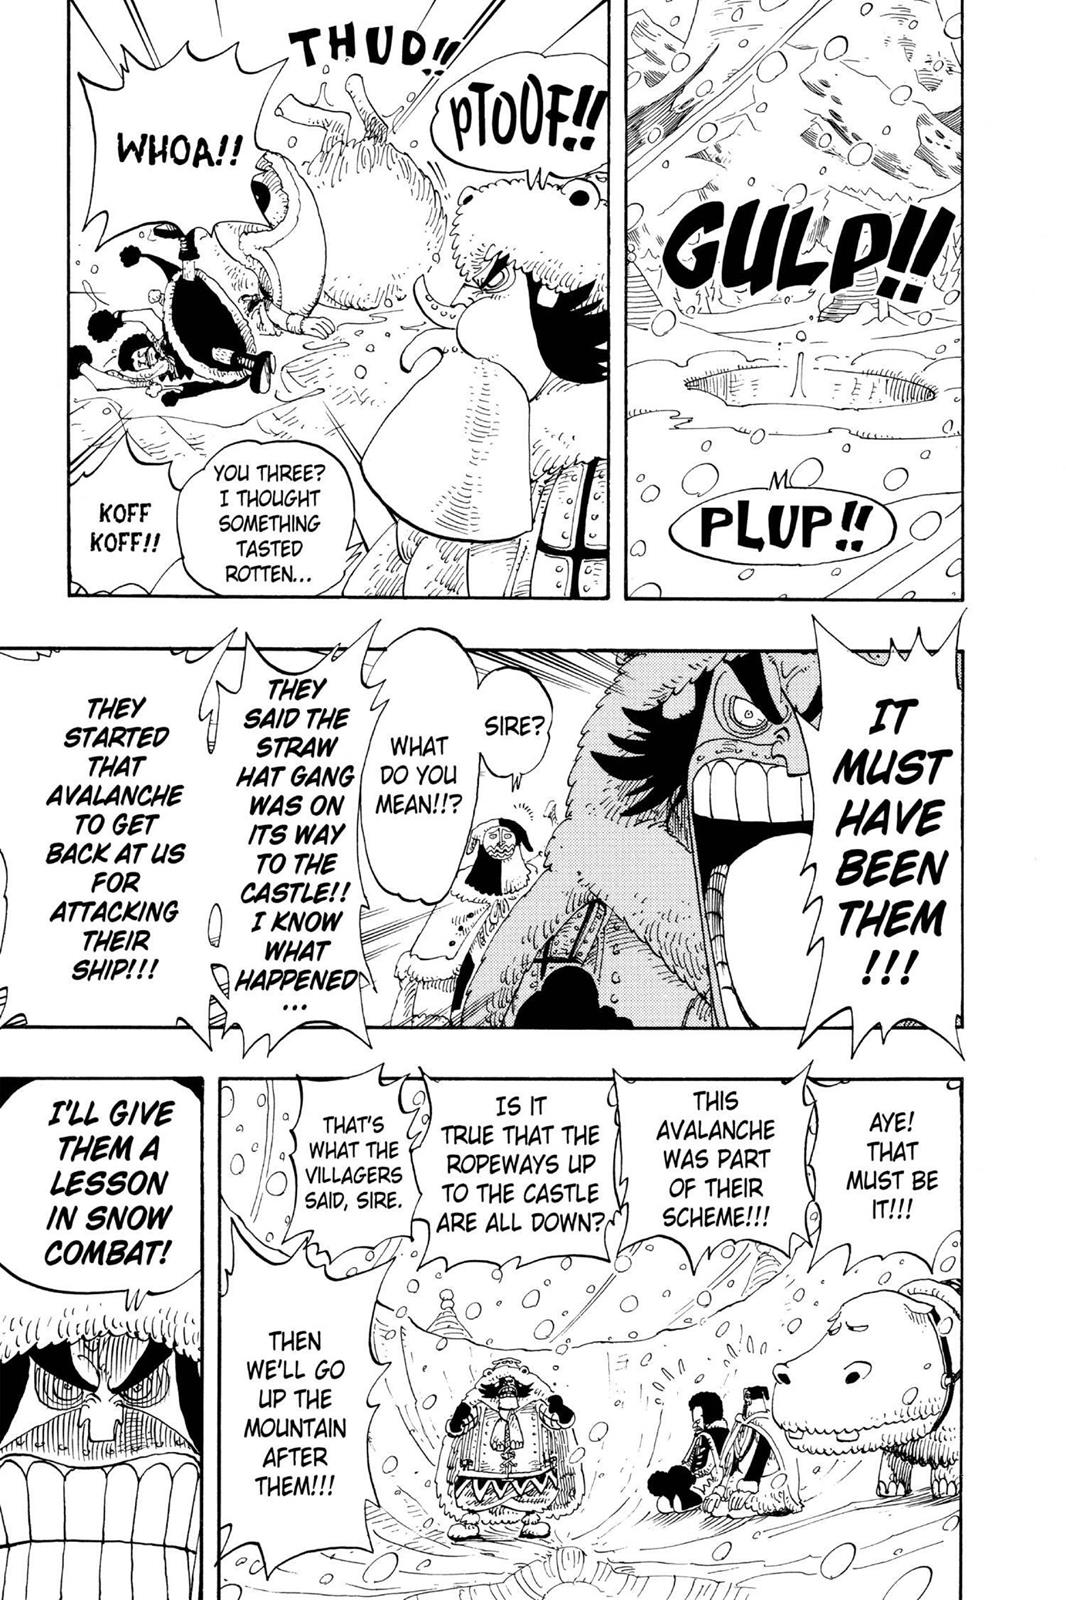 GULP!!
PLUP!!
PTOOF!!
THUD!!
WHOA!!
YOU THREE?
I THOUGHT
SOMETHING
TASTED
ROTTEN...
KOFF
KOFF!!
IT
MUST
HAVE
BEEN
THEM
!!!
SIRE?
WHAT
DO YOU
MEAN!!?
THEY
SAID THE
STRAW
HAT GANG
WAS ON
ITS WAY
TO THE
CASTLE!!
I KNOW
WHAT
HAPPENED
...
THEY
STARTED
THAT
AVALANCHE
TO GET
BACK AT US
FOR
ATTACKING
THEIR
SHIP!!!
AYE!
THAT
MUST BE
IT!!!
THIS
AVALANCHE
WAS PART
OF THEIR
SCHEME!!!
IS IT
TRUE THAT THE
ROPEWAYS UP
TO THE CASTLE
ARE ALL DOWN?
THAT'S
WHAT THE
VILLAGERS
SAID, SIRE.
THEN
WE'LL GO
UP THE
MOUNTAIN
AFTER
THEM!!!
I'LL GIVE
THEM A
LESSON
IN SNOW
COMBAT!